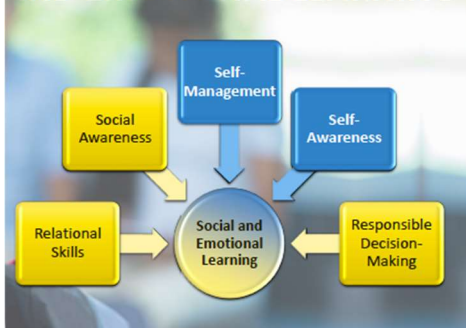 Self-
Management
Social
Awareness
Self-
Awareness
Relational
Skills
Social and
Emotional
Learning
Responsible
Decision-
Making